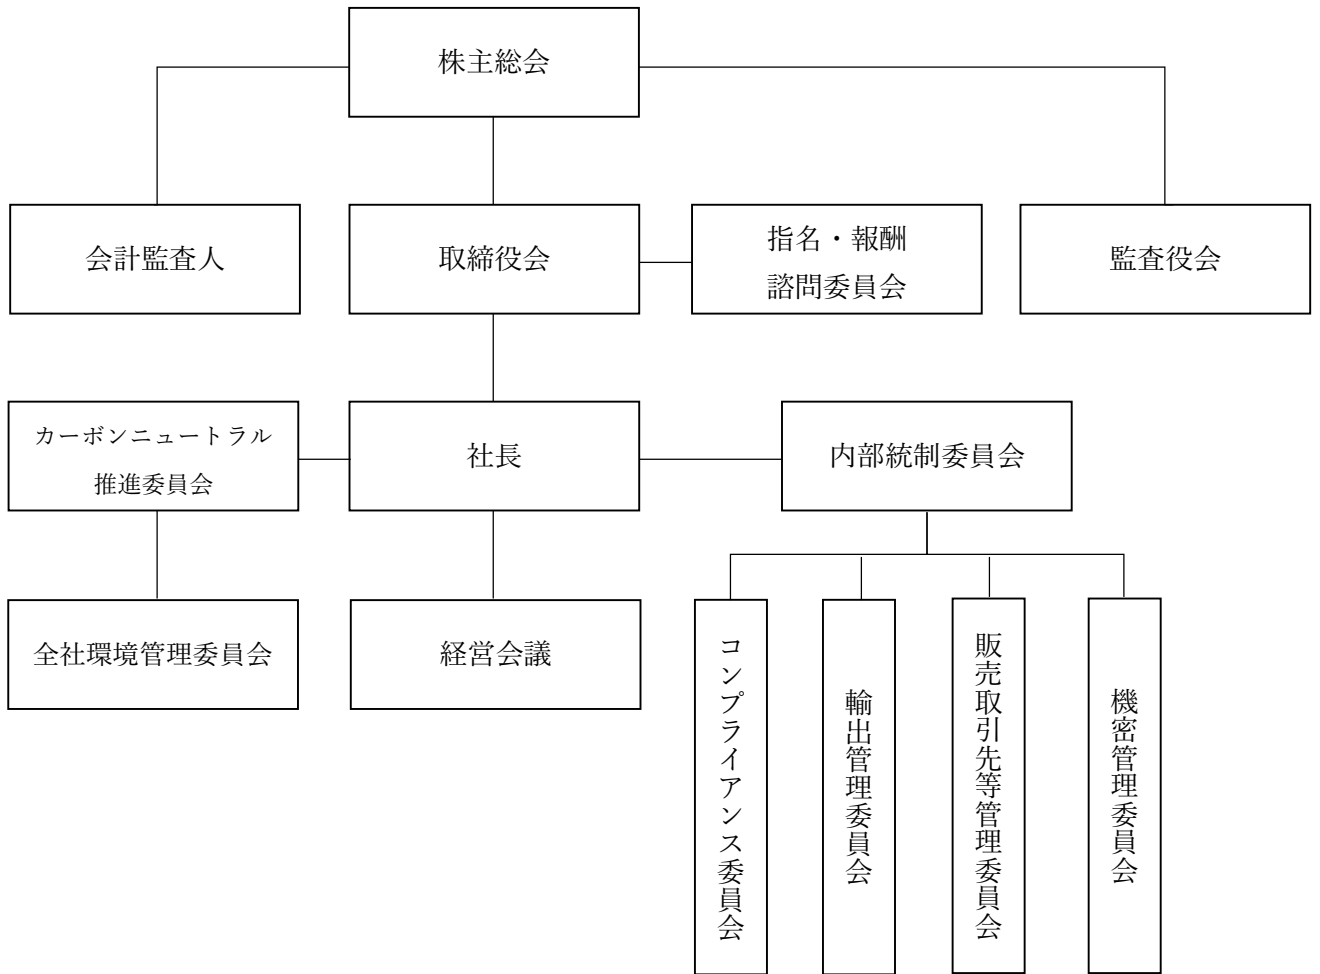 株主総会
会計監査人
取締役会
指名・報酬
諮問委員会
監査役会
カーボンニュートラル
推進委員会
社長
内部統制委員会
全社環境管理委員会
経営会議
コンプライアンス委員会
輸出管理委員会
販売取引先等管理委員会
機密管理委員会